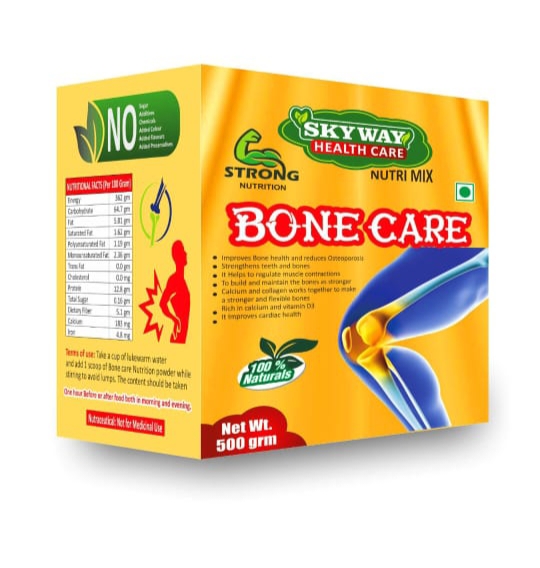 NO
Sugar
Additives
Chemicals
Added Colour
Added Flavours
Added Preservatives
NUTRITIONAL FACTS (Per 100 Gram)
Energy 362 gm
Carbohydrate 64.7 gm
Fat 5.81 gm
Saturated Fat 1.62 gm
Polyunsaturated Fat 1.19 gm
Monounsaturated Fat 2.36 gm
Trans Fat 0.0 gm
Cholesterol 0.0 mg
Protein 12.8 gm
Total Sugar 0.16 gm
Dietary Fiber 5.1 gm
Calcium 183 mg
Iron 4.8 mg
Terms of use: Take a cup of lukewarm water
and add 1 scoop of Bone care Nutrition powder while
stirring to avoid lumps. The content should be taken
One hour Before or after food both in morning and evening.
Nutraceutical: Not for Medicinal Use
SKYWAY
HEALTH CARE
NUTRI MIX
STRONG
NUTRITION
BONE CARE
Improves Bone health and reduces Osteoporosis
Strengthens teeth and bones
It Helps to regulate muscle contractions
To build and maintain the bones as stronger
Calcium and collagen works together to make
a stronger and flexible bones
Rich in calcium and vitamin D3
It improves cardiac health
100 %
Naturals
Net Wt.
500 grm